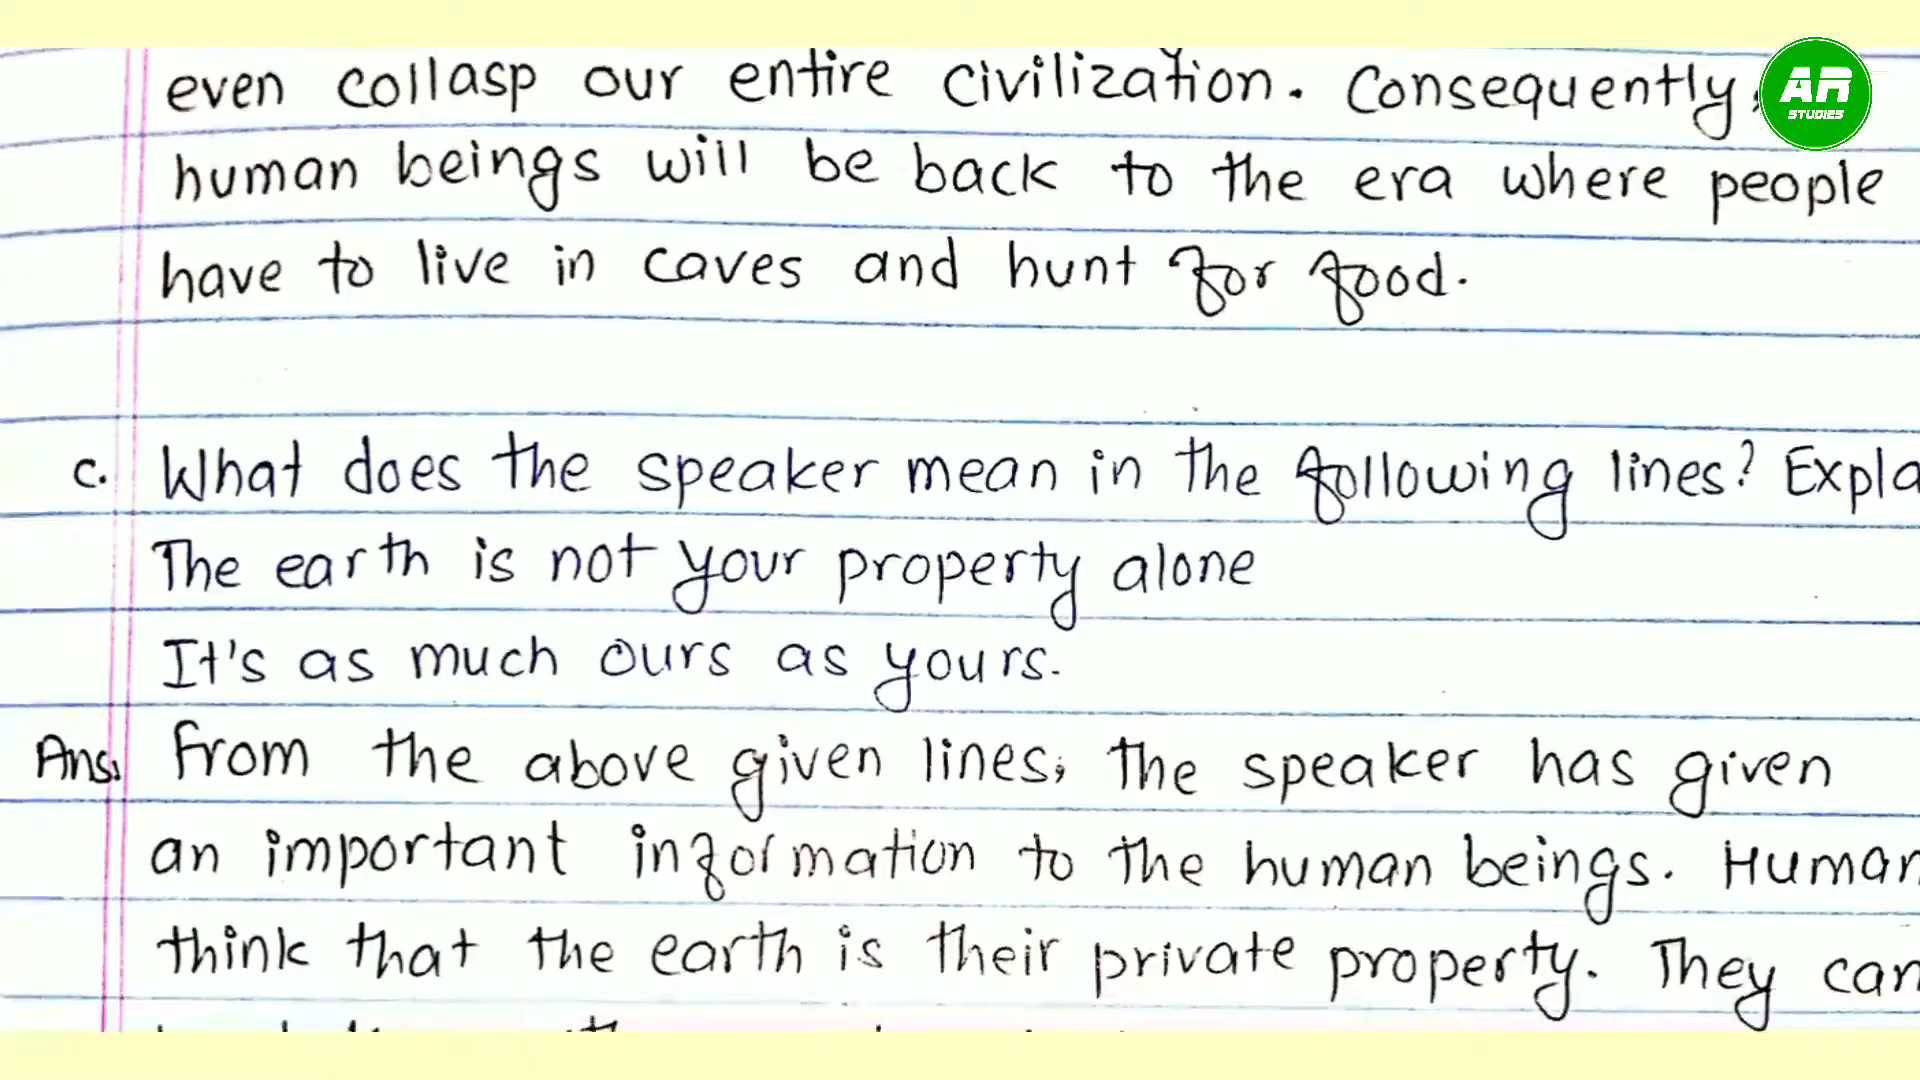 even collasp our entire civilization. Consequently,
AR
STUDIES
human beings will be back to the era where people
have to live in caves and hunt for food.
c. What does the speaker mean in the following lines? Expla
The earth is not your property alone
It's as much ours as yours.
Ans. From the above given lines, the speaker has given
an important information to the human beings. Human
think that the earth is their private property. They can